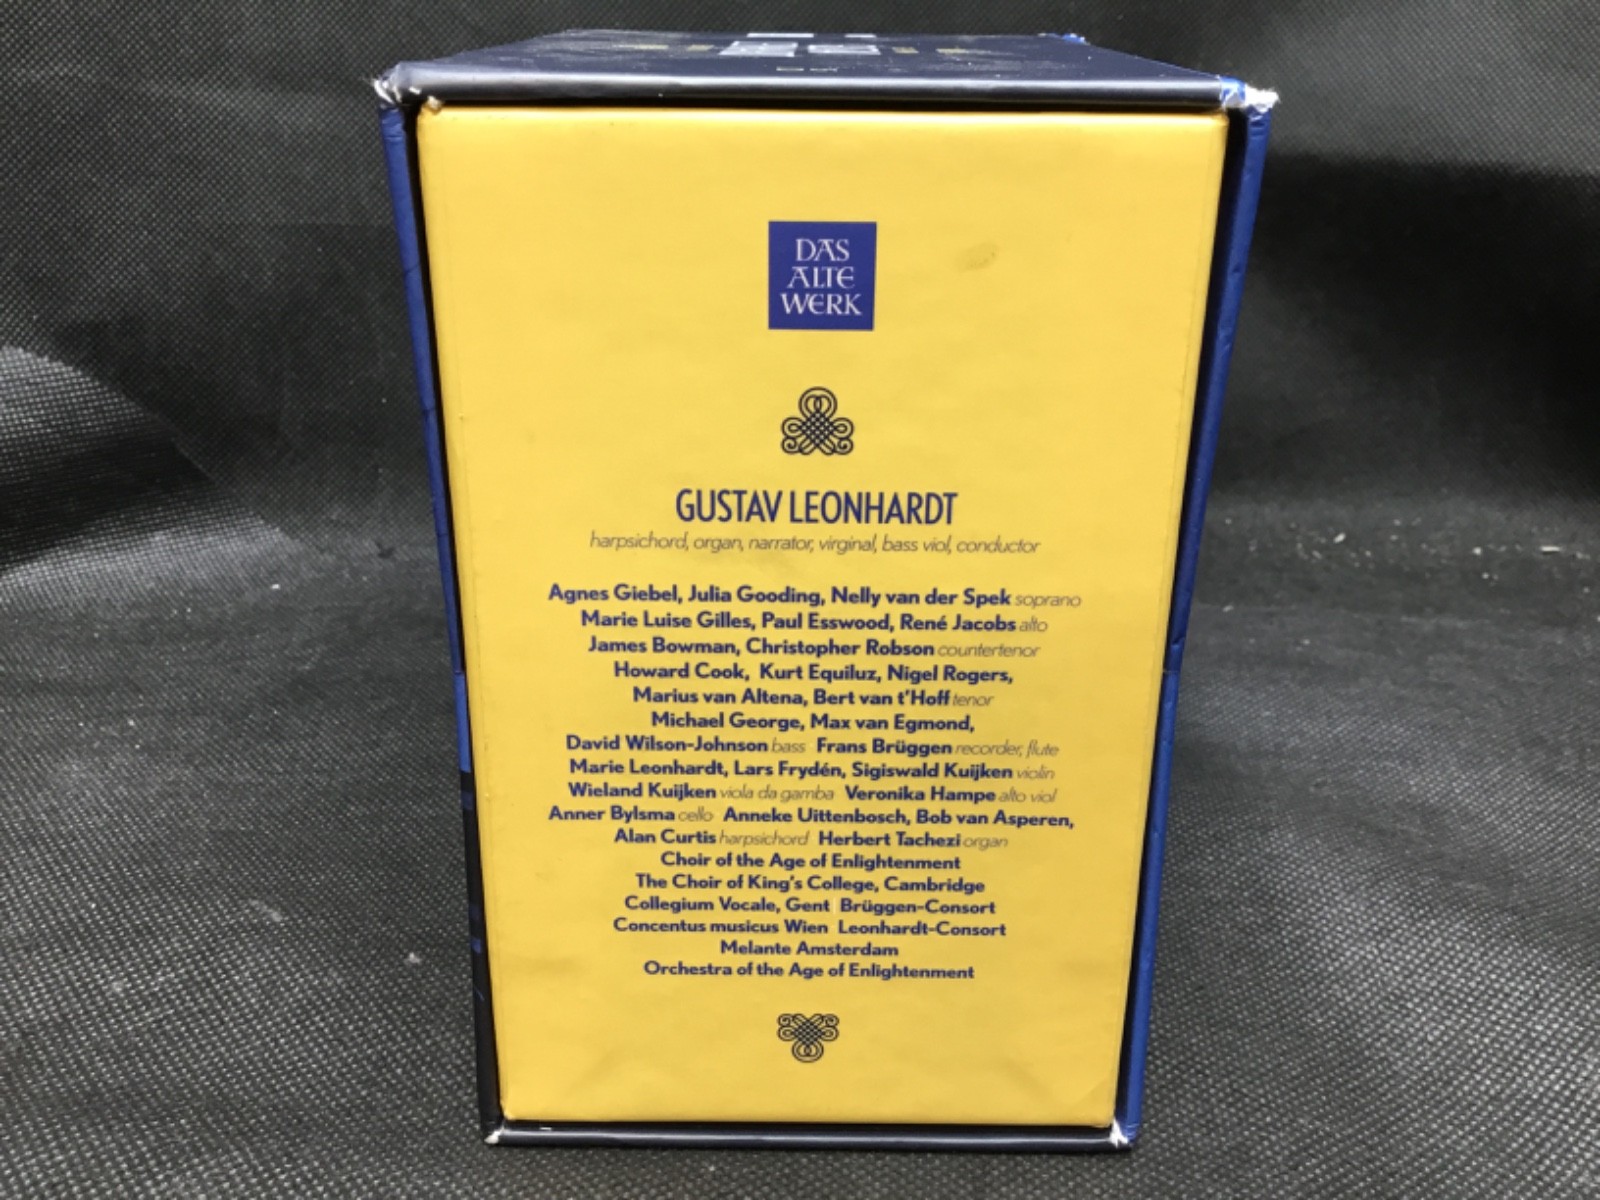 DAS
ALTE
WERK
GUSTAV LEONHARDT
harpsichord, organ, narrator, virginal, bass viol, conductor
Agnes Giebel, Julia Gooding, Nelly van der Spek soprano
Marie Luise Gilles, Paul Esswood, René Jacobs alto
James Bowman, Christopher Robson countertenor
Howard Cook, Kurt Equiluz, Nigel Rogers,
Marius van Altena, Bert van t'Hoff tenor
Michael George, Max van Egmond,
David Wilson-Johnson bass Frans Brüggen recorder, flute
Marie Leonhardt, Lars Frydén, Sigiswald Kuijken violin
Wieland Kuijken viola da gamba Veronika Hampe alto viol
Anner Bylsma cello Anneke Uittenbosch, Bob van Asperen,
Alan Curtis harpsichord Herbert Tachezi organ
Choir of the Age of Enlightenment
The Choir of King's College, Cambridge
Collegium Vocale, Gent Brüggen-Consort
Concentus musicus Wien Leonhardt-Consort
Melante Amsterdam
Orchestra of the Age of Enlightenment